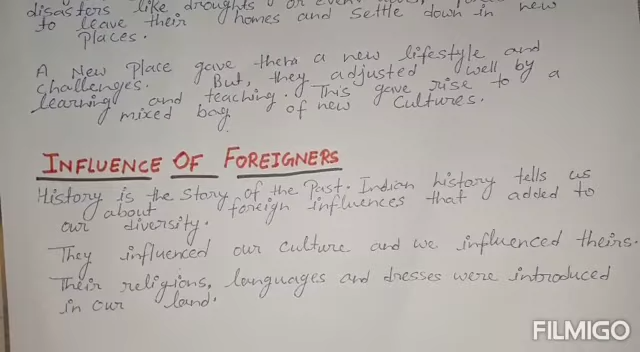 disasters like droughts
to leave their homes and settle down in new
places.
A New place gave them a new lifestyle and
challenges. But, they adjusted well by a
learning and teaching. This gave rise to
mixed bag of new cultures.
INFLUENCE OF FOREIGNERS
History is the story of the Past. Indian history tells us
about foreign influences that added to
our diversity.
They influenced our culture and we influenced theirs.
Their religions, languages and dresses were introduced
in our land.
FILMIGO